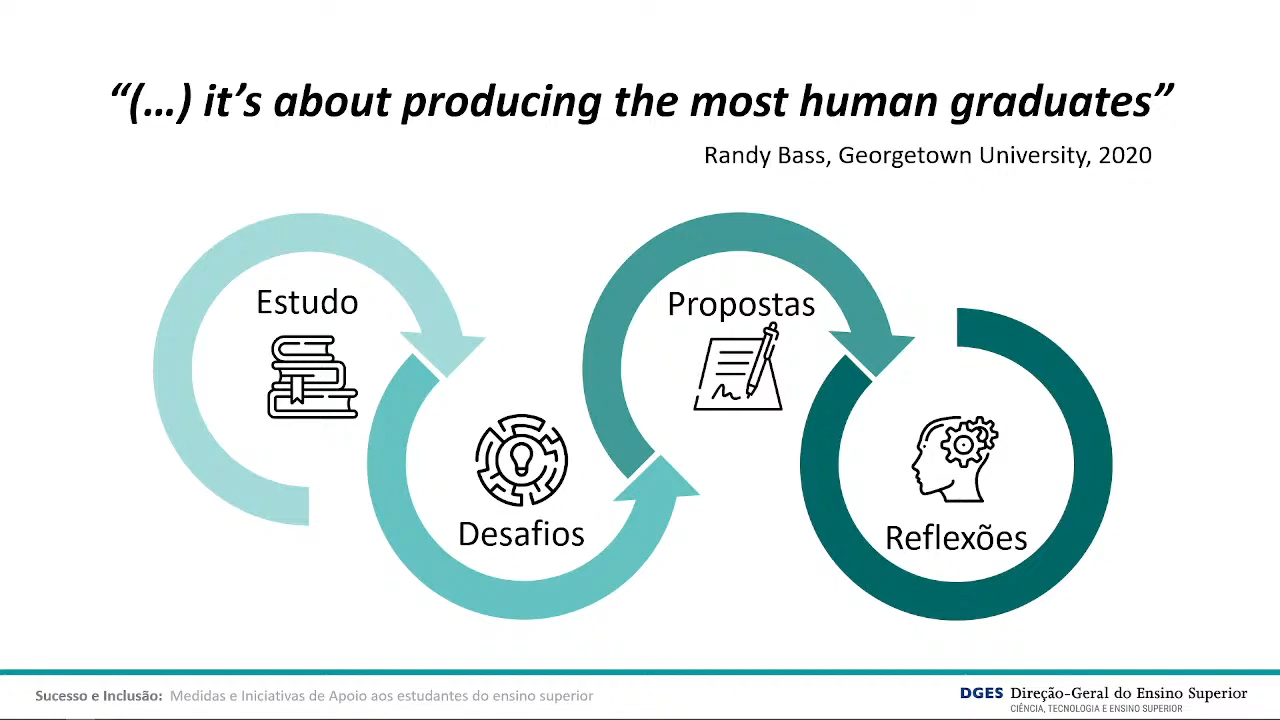 “(…) it’s about producing the most human graduates”
Randy Bass, Georgetown University, 2020
Estudo
Propostas
Desafios
Reflexões
Sucesso e Inclusão: Medidas e Iniciativas de Apoio aos estudantes do ensino superior
DGES Direção-Geral do Ensino Superior
CIÊNCIA, TECNOLOGIA E ENSINO SUPERIOR